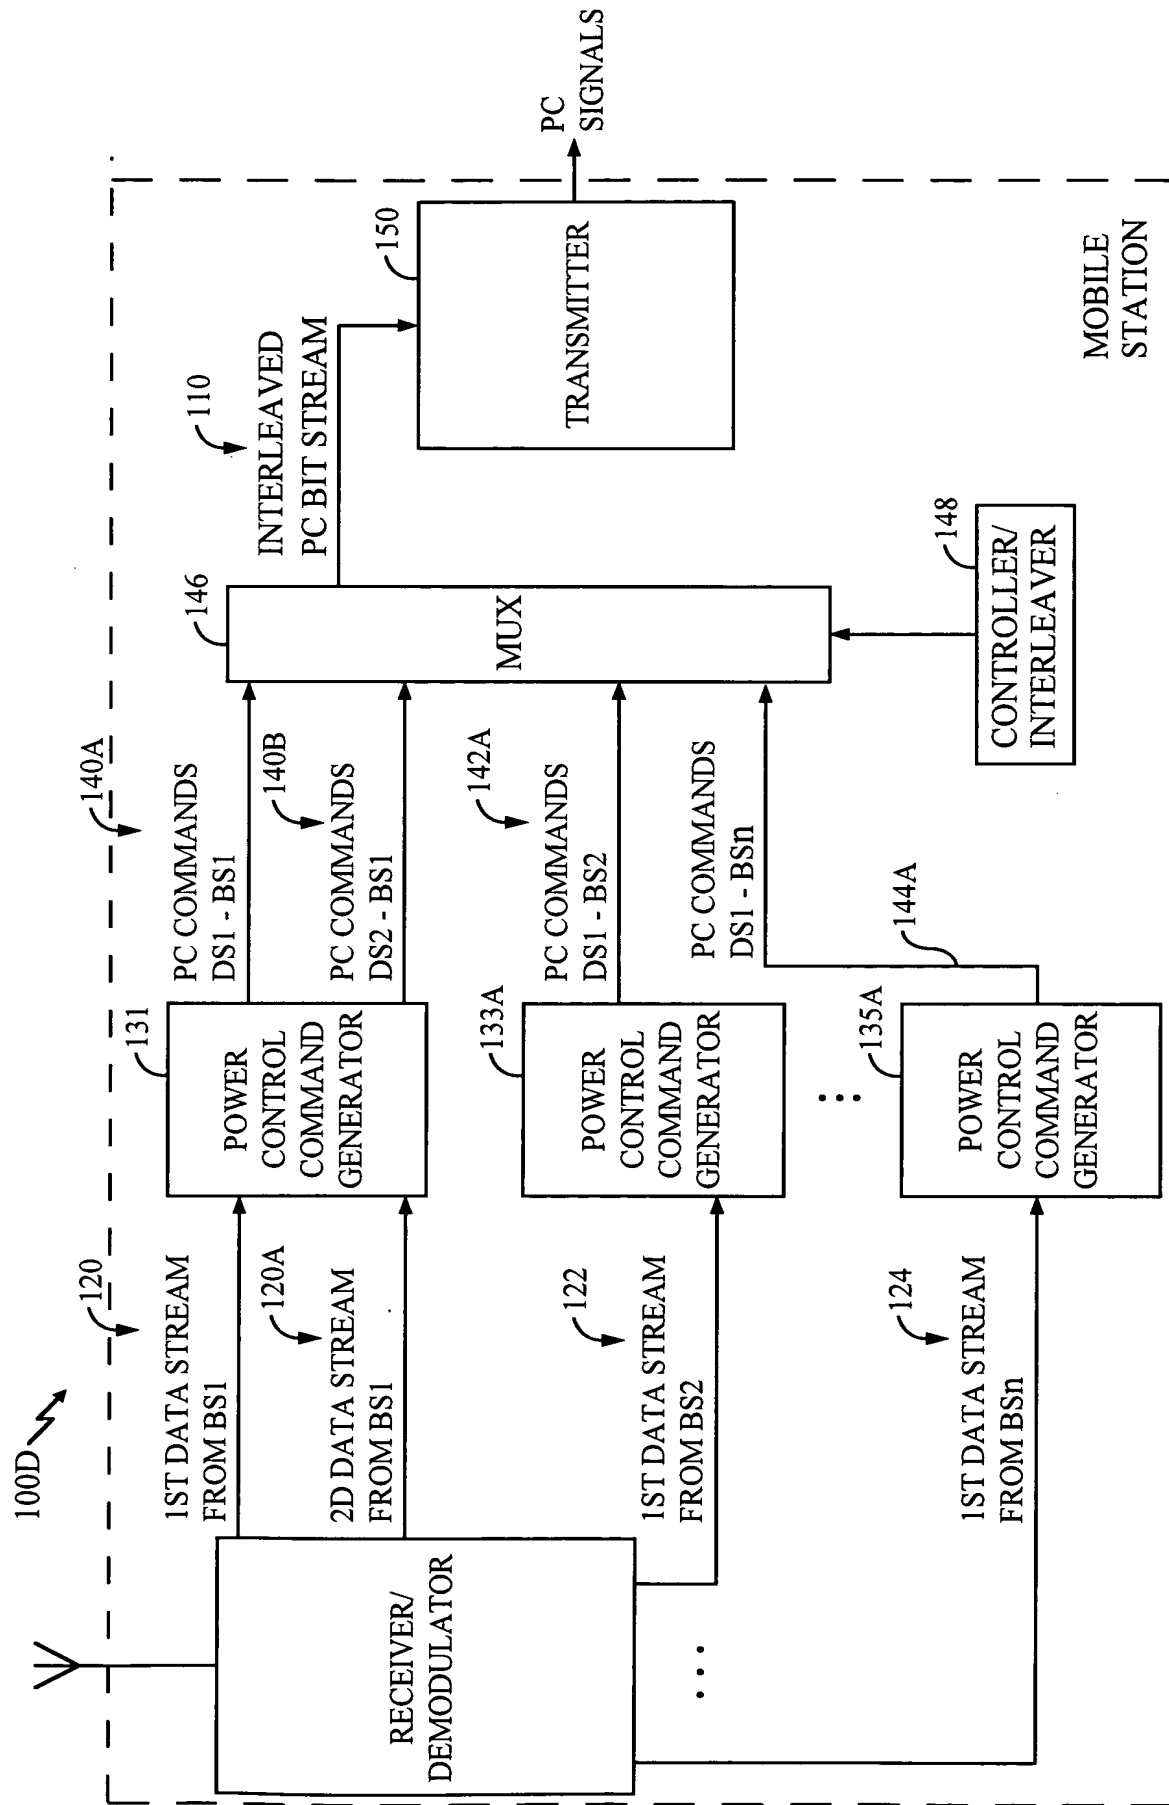 100D
120
1ST DATA STREAM
FROM BS1
120A
2D DATA STREAM
FROM BS1
122
1ST DATA STREAM
FROM BS2
124
1ST DATA STREAM
FROM BSn
RECEIVER/
DEMODULATOR
...
131
POWER
CONTROL
COMMAND
GENERATOR
133A
POWER
CONTROL
COMMAND
GENERATOR
...
135A
POWER
CONTROL
COMMAND
GENERATOR
140A
PC COMMANDS
DS1 - BS1
140B
PC COMMANDS
DS2 - BS1
142A
PC COMMANDS
DS1 - BS2
PC COMMANDS
DS1 - BSn
144A
146
MUX
148
CONTROLLER/
INTERLEAVER
110
INTERLEAVED
PC BIT STREAM
150
TRANSMITTER
PC
SIGNALS
MOBILE
STATION